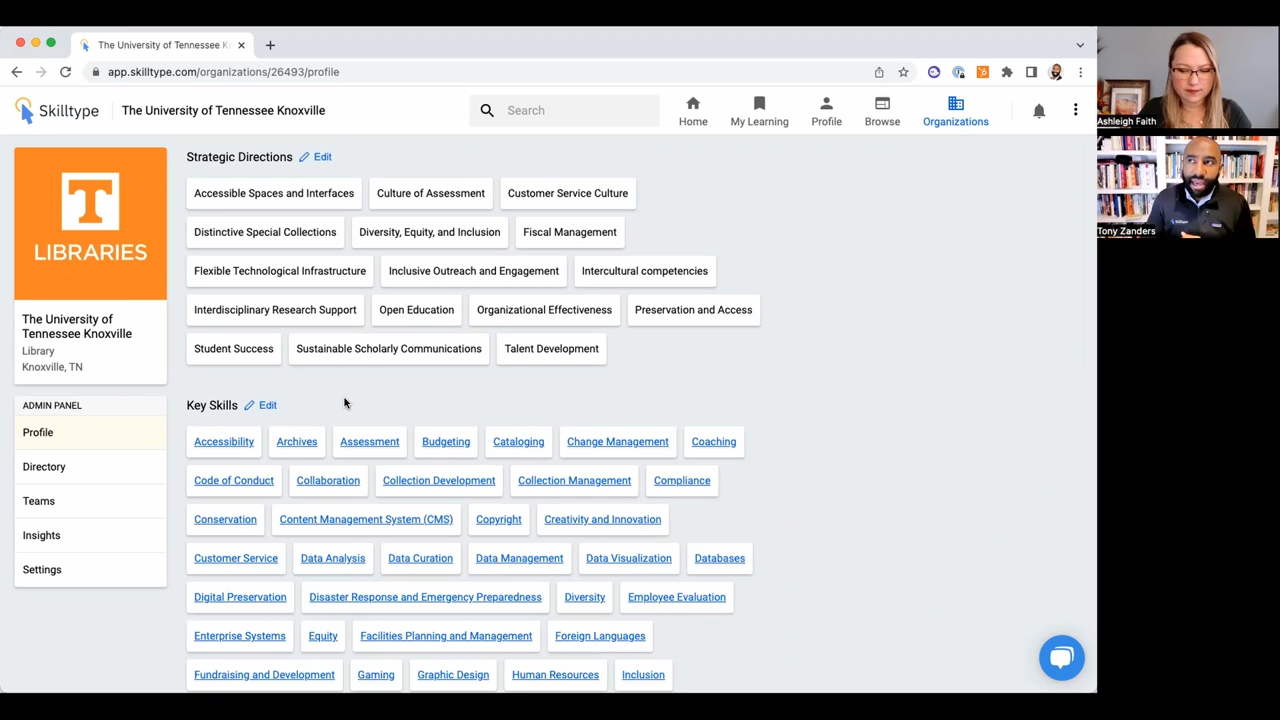 The University of Tennessee K
app.skilltype.com/organizations/26493/profile
Skilltype
The University of Tennessee Knoxville
Search
Home
My Learning
Profile
Browse
Organizations
T
LIBRARIES
The University of
Tennessee Knoxville
Library
Knoxville, TN
ADMIN PANEL
Profile
Directory
Teams
Insights
Settings
Strategic Directions Edit
Accessible Spaces and Interfaces Culture of Assessment Customer Service Culture
Distinctive Special Collections Diversity, Equity, and Inclusion Fiscal Management
Flexible Technological Infrastructure Inclusive Outreach and Engagement Intercultural competencies
Interdisciplinary Research Support Open Education Organizational Effectiveness Preservation and Access
Student Success Sustainable Scholarly Communications Talent Development
Key Skills Edit
Accessibility Archives Assessment Budgeting Cataloging Change Management Coaching
Code of Conduct Collaboration Collection Development Collection Management Compliance
Conservation Content Management System (CMS) Copyright Creativity and Innovation
Customer Service Data Analysis Data Curation Data Management Data Visualization Databases
Digital Preservation Disaster Response and Emergency Preparedness Diversity Employee Evaluation
Enterprise Systems Equity Facilities Planning and Management Foreign Languages
Fundraising and Development Gaming Graphic Design Human Resources Inclusion
Ashleigh Faith
Tony Zanders